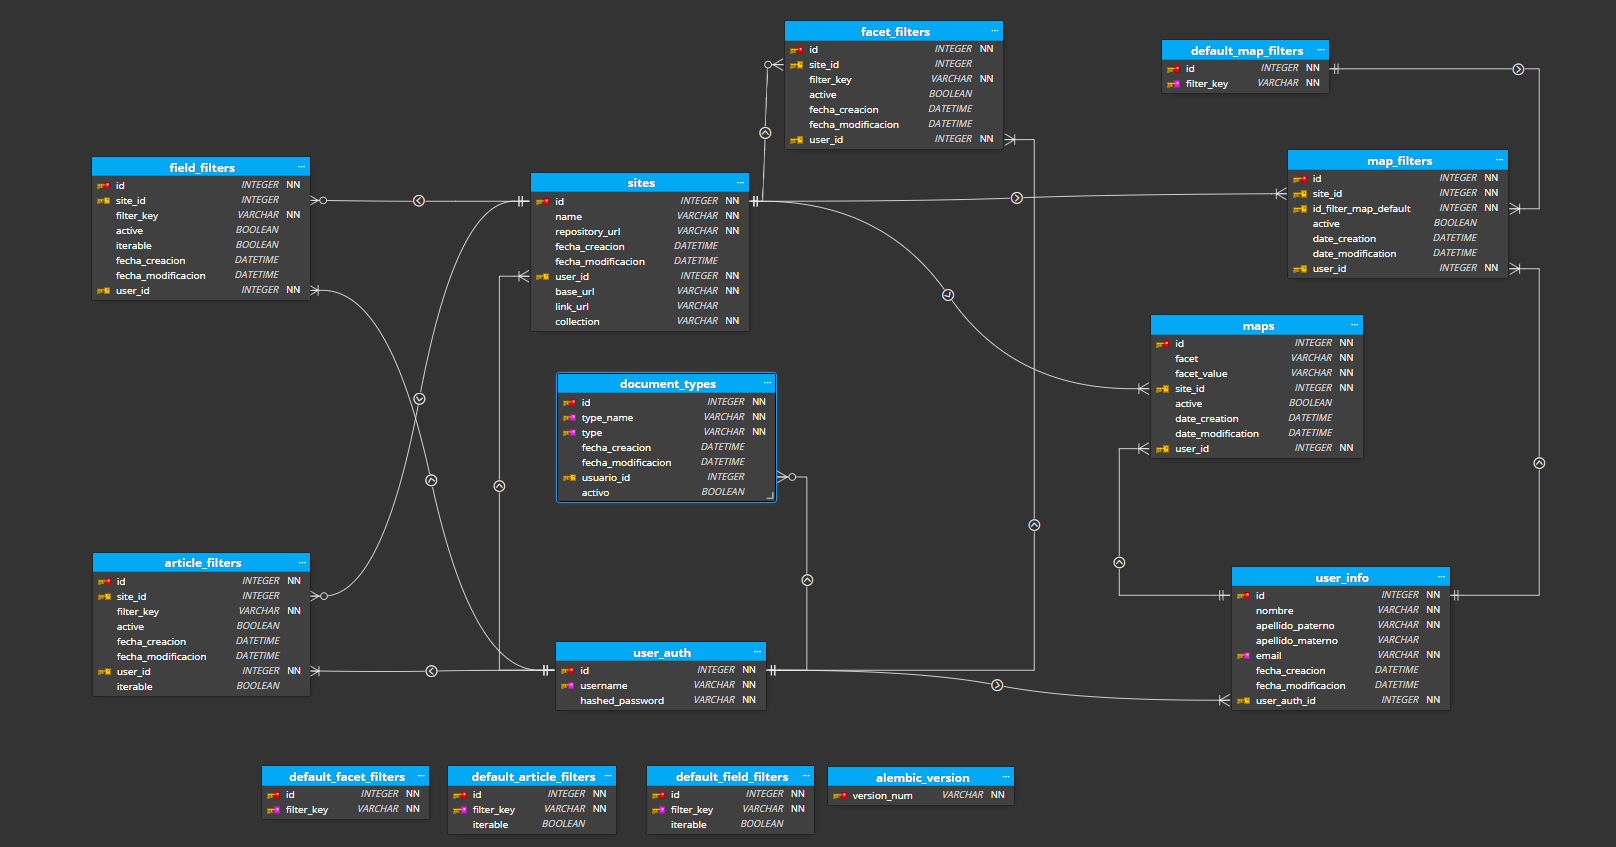 facet_filters ...
id INTEGER NN
site_id INTEGER
filter_key VARCHAR NN
active BOOLEAN
fecha_creacion DATETIME
fecha_modificacion DATETIME
user_id INTEGER NN
default_map_filters ...
id INTEGER NN
filter_key VARCHAR NN
field_filters ...
id INTEGER NN
site_id INTEGER
filter_key VARCHAR NN
active BOOLEAN
iterable BOOLEAN
fecha_creacion DATETIME
fecha_modificacion DATETIME
user_id INTEGER NN
sites ...
id INTEGER NN
name VARCHAR NN
repository_url VARCHAR NN
fecha_creacion DATETIME
fecha_modificacion DATETIME
user_id INTEGER NN
base_url VARCHAR NN
link_url VARCHAR
collection VARCHAR NN
map_filters ...
id INTEGER NN
site_id INTEGER NN
id_filter_map_default INTEGER NN
active BOOLEAN
date_creation DATETIME
date_modification DATETIME
user_id INTEGER NN
maps ...
id INTEGER NN
facet VARCHAR NN
facet_value VARCHAR NN
site_id INTEGER NN
active BOOLEAN
date_creation DATETIME
date_modification DATETIME
user_id INTEGER NN
document_types ...
id INTEGER NN
type_name VARCHAR NN
type VARCHAR NN
fecha_creacion DATETIME
fecha_modificacion DATETIME
usuario_id INTEGER
activo BOOLEAN
article_filters ...
id INTEGER NN
site_id INTEGER
filter_key VARCHAR NN
active BOOLEAN
fecha_creacion DATETIME
fecha_modificacion DATETIME
user_id INTEGER NN
iterable BOOLEAN
user_auth ...
id INTEGER NN
username VARCHAR NN
hashed_password VARCHAR NN
user_info ...
id INTEGER NN
nombre VARCHAR NN
apellido_paterno VARCHAR NN
apellido_materno VARCHAR
email VARCHAR NN
fecha_creacion DATETIME
fecha_modificacion DATETIME
user_auth_id INTEGER NN
default_facet_filters ...
id INTEGER NN
filter_key VARCHAR NN
default_article_filters ...
id INTEGER NN
filter_key VARCHAR NN
iterable BOOLEAN
default_field_filters ...
id INTEGER NN
filter_key VARCHAR NN
iterable BOOLEAN
alembic_version ...
version_num VARCHAR NN